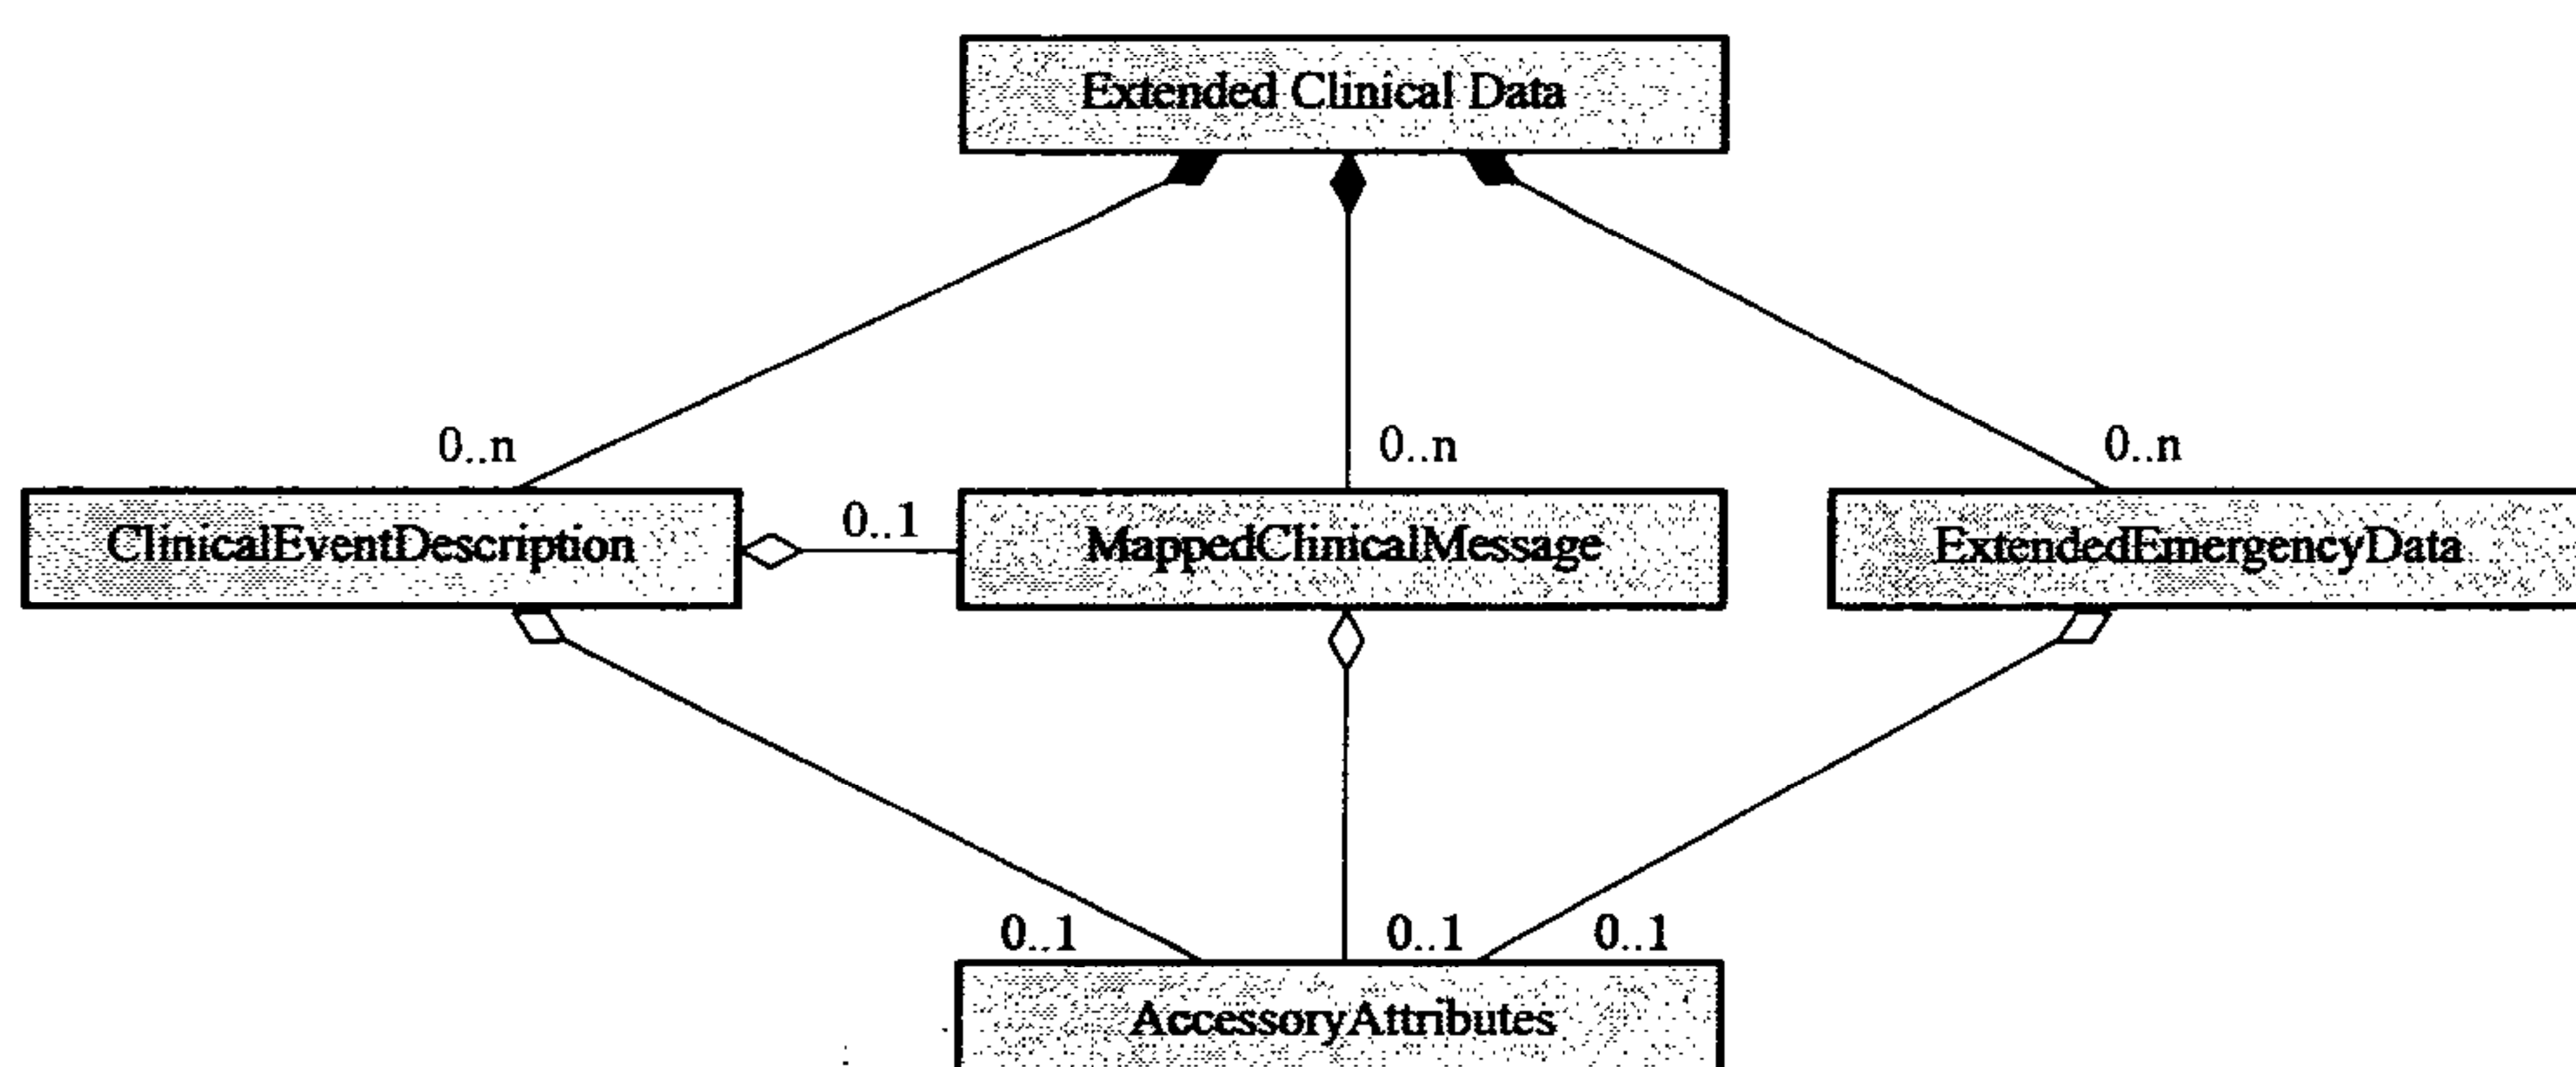 Extended Clinical Data
0..n
0..n
0..n
ClinicalEventDescription
0..1
MappedClinicalMessage
ExtendedEmergencyData
0..1
0..1
0..1
AccessoryAttributes